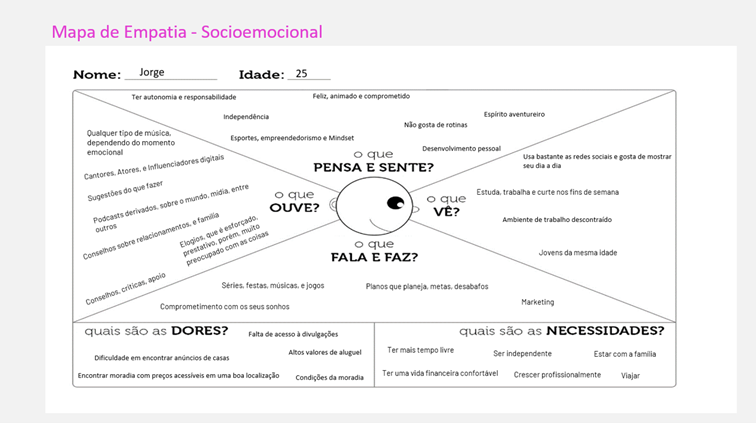 Mapa de Empatia - Socioemocional
Nome: Jorge Idade: 25
Ter autonomia e responsabilidade
Feliz, animado e comprometido
Independência
Espírito aventureiro
Não gosta de rotinas
Esportes, empreendedorismo e Mindset
Desenvolvimento pessoal
o que
PENSA E SENTE?
Qualquer tipo de música,
dependendo do momento
emocional
Cantores, Atores, e Influenciadores digitais
Sugestões do que fazer
Podcasts derivados, sobre o mundo, mídia, entre
outros
Conselhos sobre relacionamentos, e família
Elogios, que é esforçado,
prestativo, porém, muito
preocupado com as coisas
Conselhos, críticas, apoio
o que
OUVE?
o que
VÊ?
Usa bastante as redes sociais e gosta de mostrar
seu dia a dia
Estuda, trabalha e curte nos fins de semana
Ambiente de trabalho descontraído
Jovens da mesma idade
o que
FALA E FAZ?
Séries, festas, músicas, e jogos
Planos que planeja, metas, desabafos
Comprometimento com os seus sonhos
Marketing
quais são as DORES?
Falta de acesso à divulgações
Dificuldade em encontrar anúncios de casas
Altos valores de aluguel
Encontrar moradia com preços acessíveis em uma boa localização
Condições da moradia
quais são as NECESSIDADES?
Ter mais tempo livre
Ser independente
Estar com a família
Ter uma vida financeira confortável
Crescer profissionalmente
Viajar